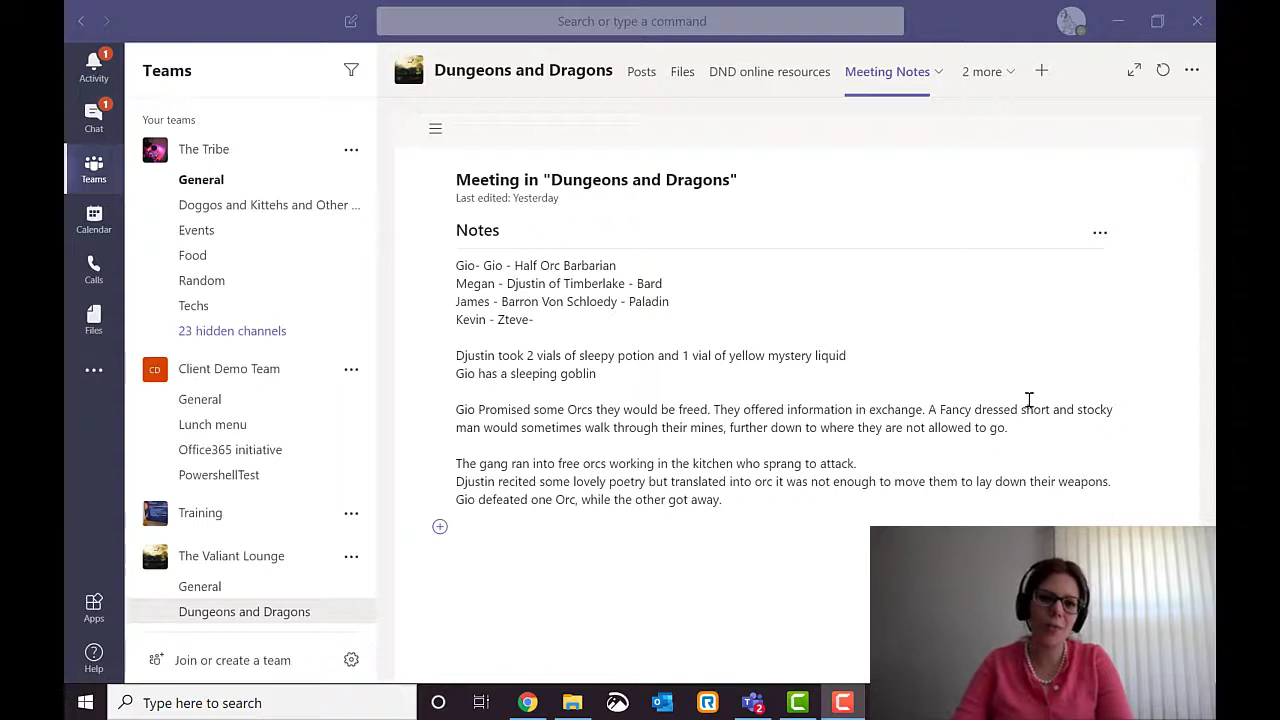 Search or type a command
1
Activity
1
Chat
Teams
Calendar
Calls
Files
Apps
Help
Teams
Your teams
The Tribe
General
Doggos and Kittehs and Other ...
Events
Food
Random
Techs
23 hidden channels
CD
Client Demo Team
General
Lunch menu
Office365 initiative
PowershellTest
Training
The Valiant Lounge
General
Dungeons and Dragons
Join or create a team
Dungeons and Dragons Posts Files DND online resources Meeting Notes 2 more
Meeting in "Dungeons and Dragons"
Last edited: Yesterday
Notes
Gio- Gio - Half Orc Barbarian
Megan - Djustin of Timberlake - Bard
James - Barron Von Schloedy - Paladin
Kevin - Zteve-
Djustin took 2 vials of sleepy potion and 1 vial of yellow mystery liquid
Gio has a sleeping goblin
Gio Promised some Orcs they would be freed. They offered information in exchange. A Fancy dressed short and stocky
man would sometimes walk through their mines, further down to where they are not allowed to go.
The gang ran into free orcs working in the kitchen who sprang to attack.
Djustin recited some lovely poetry but translated into orc it was not enough to move them to lay down their weapons.
Gio defeated one Orc, while the other got away.
Type here to search
2